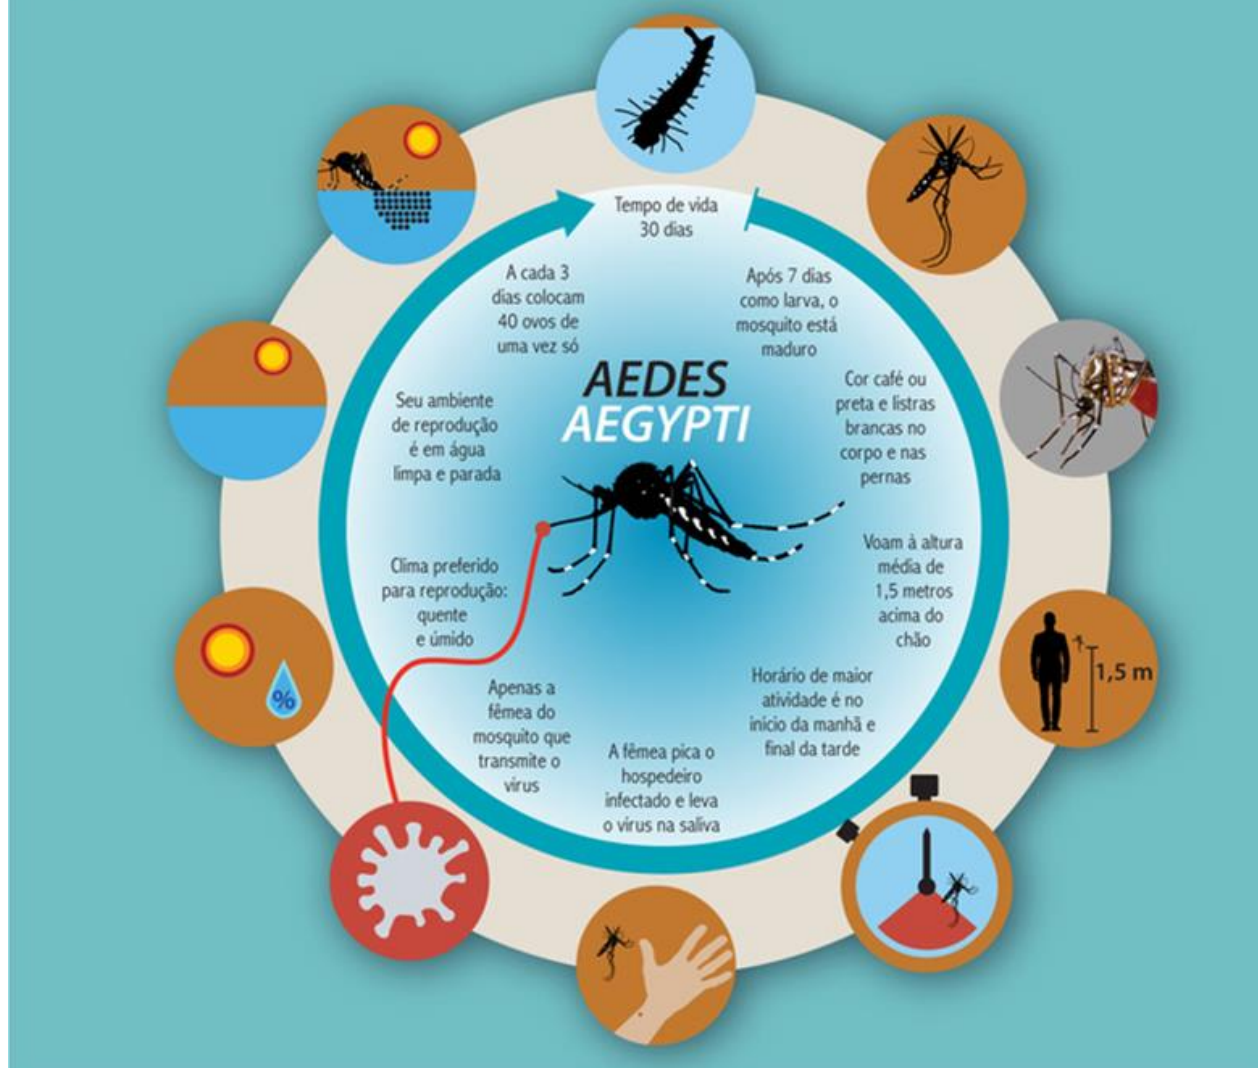 Tempo de vida
30 dias
Após 7 dias
como larva, o
mosquito está
maduro
Cor café ou
preta e listras
brancas no
corpo e nas
pernas
Voam à altura
média de
1,5 metros
acima do
chão
1,5 m
Horário de maior
atividade é no
início da manhã e
final da tarde
A fêmea pica o
hospedeiro
infectado e leva
o vírus na saliva
Apenas a
fêmea do
mosquito que
transmite o
vírus
Clima preferido
para reprodução:
quente
e úmido
%
Seu ambiente
de reprodução
é em água
limpa e parada
A cada 3
dias colocam
40 ovos de
uma vez só
AEDES
AEGYPTI